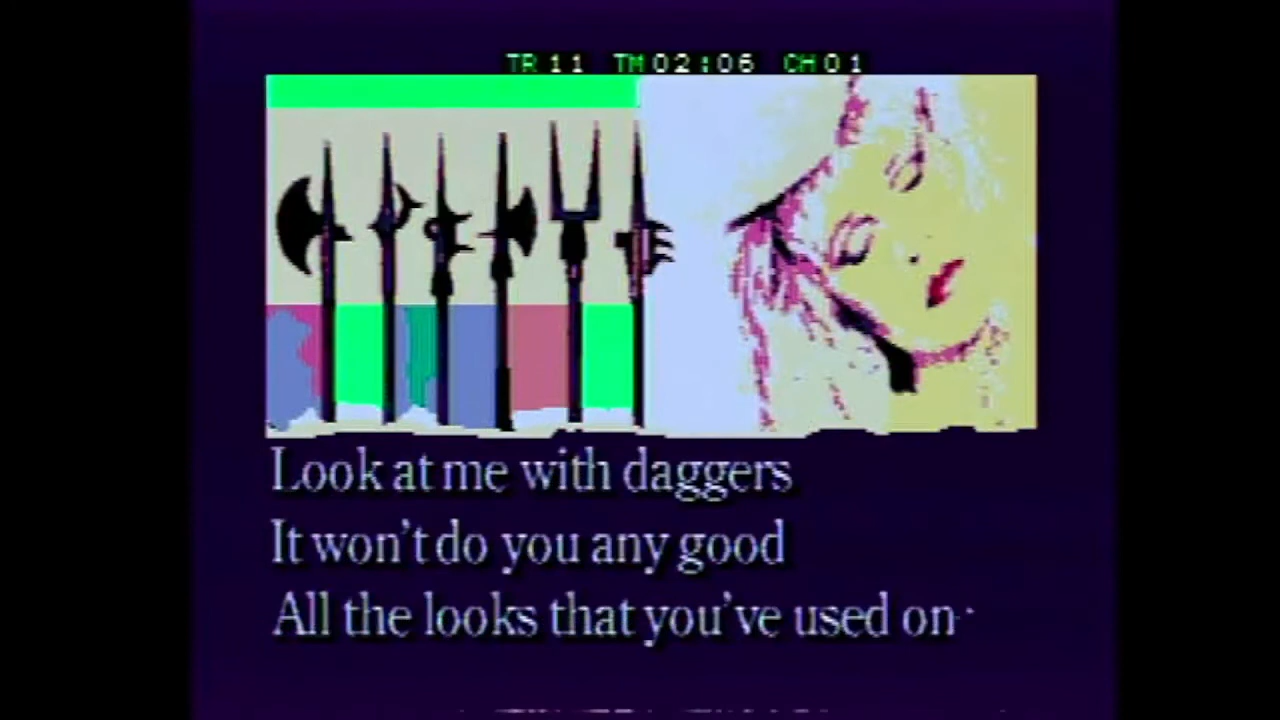 TR 11 TM 02:06 CH 01
Look at me with daggers
It won't do you any good
All the looks that you've used on